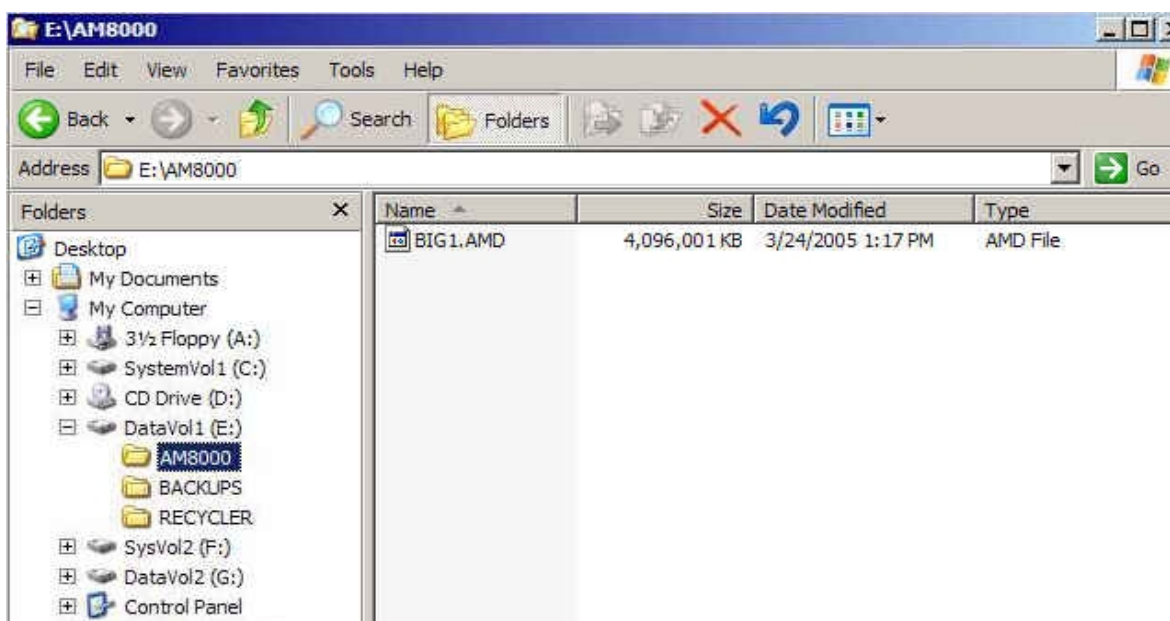 E:\AM8000
File Edit View Favorites Tools Help
Back Search Folders
Address E:\AM8000 Go
Folders
Desktop
My Documents
My Computer
3½ Floppy (A:)
SystemVol1 (C:)
CD Drive (D:)
DataVol1 (E:)
AM8000
BACKUPS
RECYCLER
SysVol2 (F:)
DataVol2 (G:)
Control Panel
Name Size Date Modified Type
BIG1.AMD 4,096,001 KB 3/24/2005 1:17 PM AMD File